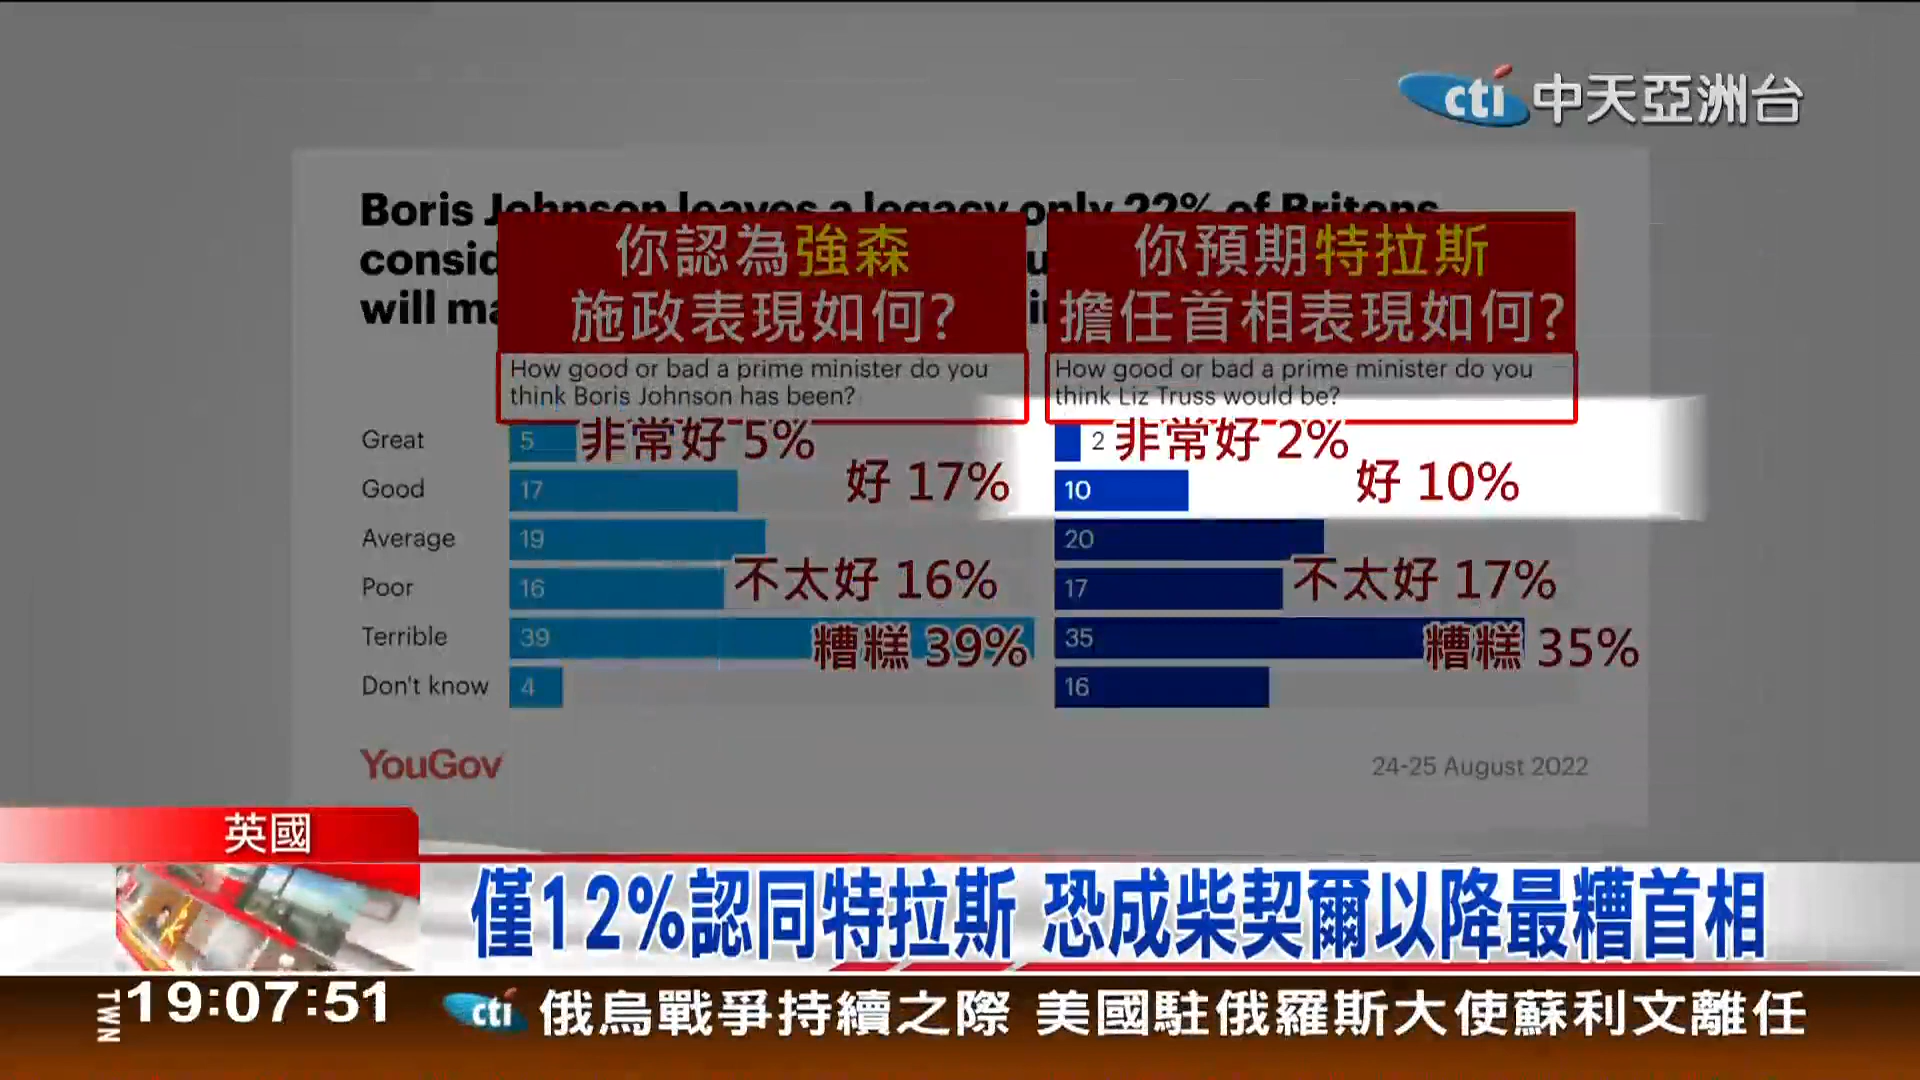 cti 中天亞洲台
Boris Johnson leaves a legacy only 22% of Britons
consid
will ma
你認為強森
施政表現如何?
你預期特拉斯
擔任首相表現如何?
How good or bad a prime minister do you
think Boris Johnson has been?
How good or bad a prime minister do you
think Liz Truss would be?
Great 5 非常好 5% 2 非常好 2%
Good 17 好 17% 10 好 10%
Average 19 20
Poor 16 不太好 16% 17 不太好 17%
Terrible 39 糟糕 39% 35 糟糕 35%
Don't know 4 16
YouGov
24-25 August 2022
英國
僅12%認同特拉斯 恐成柴契爾以降最糟首相
TWN 19:07:51
cti 俄烏戰爭持續之際 美國駐俄羅斯大使蘇利文離任